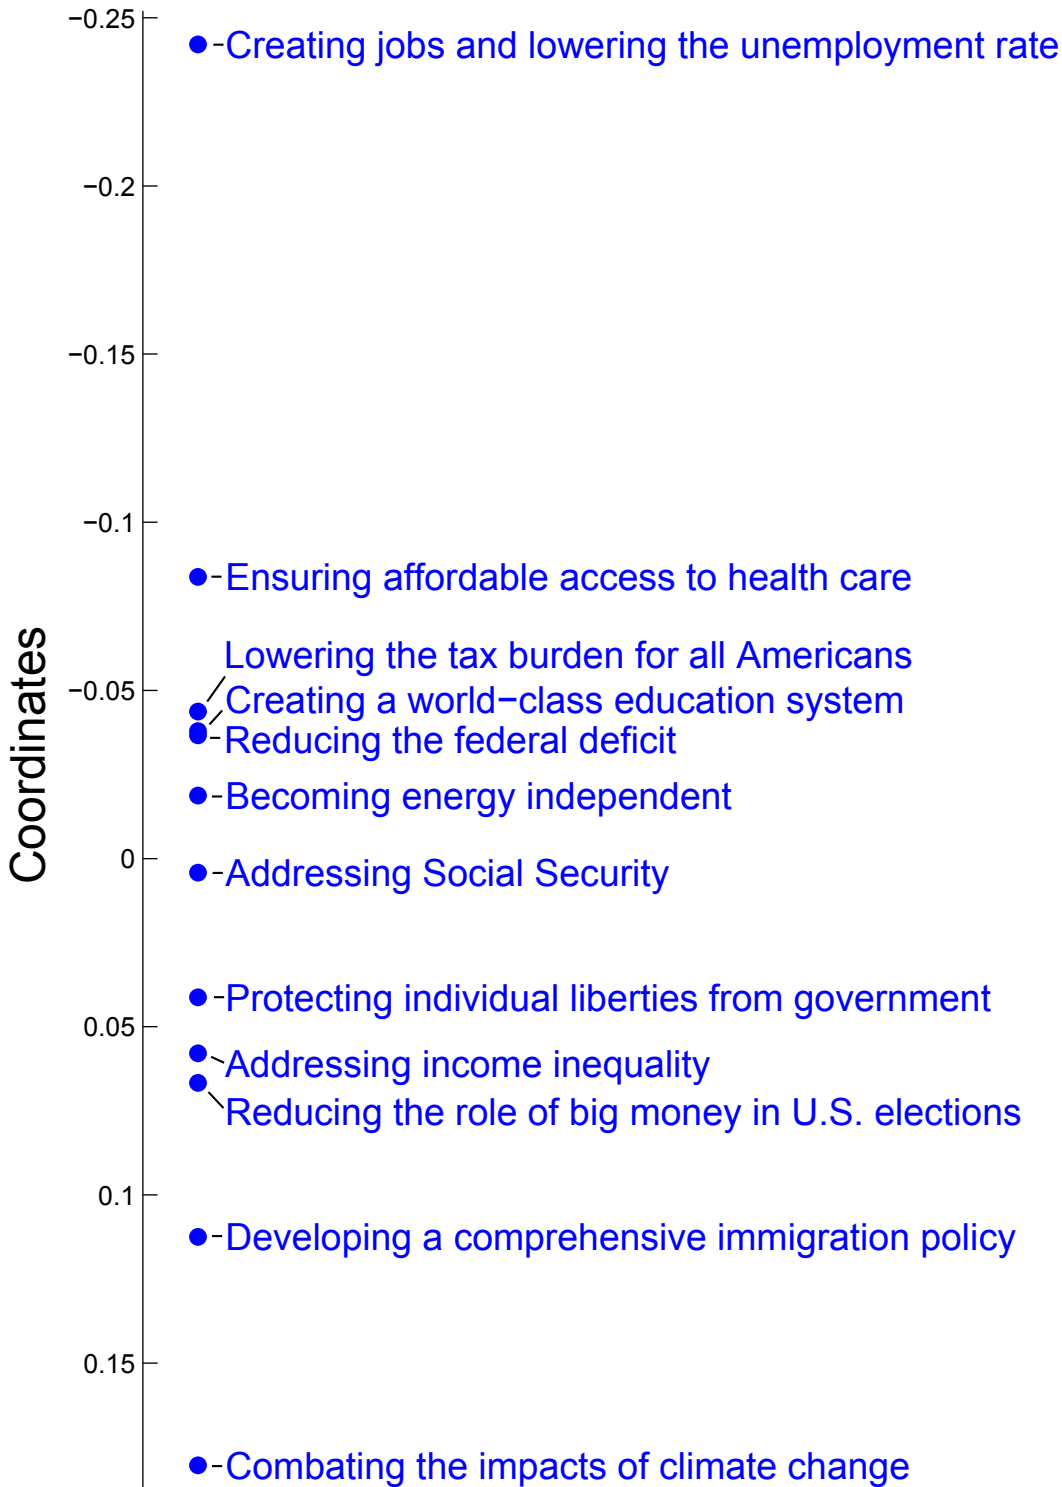 −0.25
Creating jobs and lowering the unemployment rate
−0.2
−0.15
−0.1
Ensuring affordable access to health care
Lowering the tax burden for all Americans
−0.05
Creating a world−class education system
Reducing the federal deficit
Becoming energy independent
Coordinates
0
Addressing Social Security
Protecting individual liberties from government
0.05
Addressing income inequality
Reducing the role of big money in U.S. elections
0.1
Developing a comprehensive immigration policy
0.15
Combating the impacts of climate change